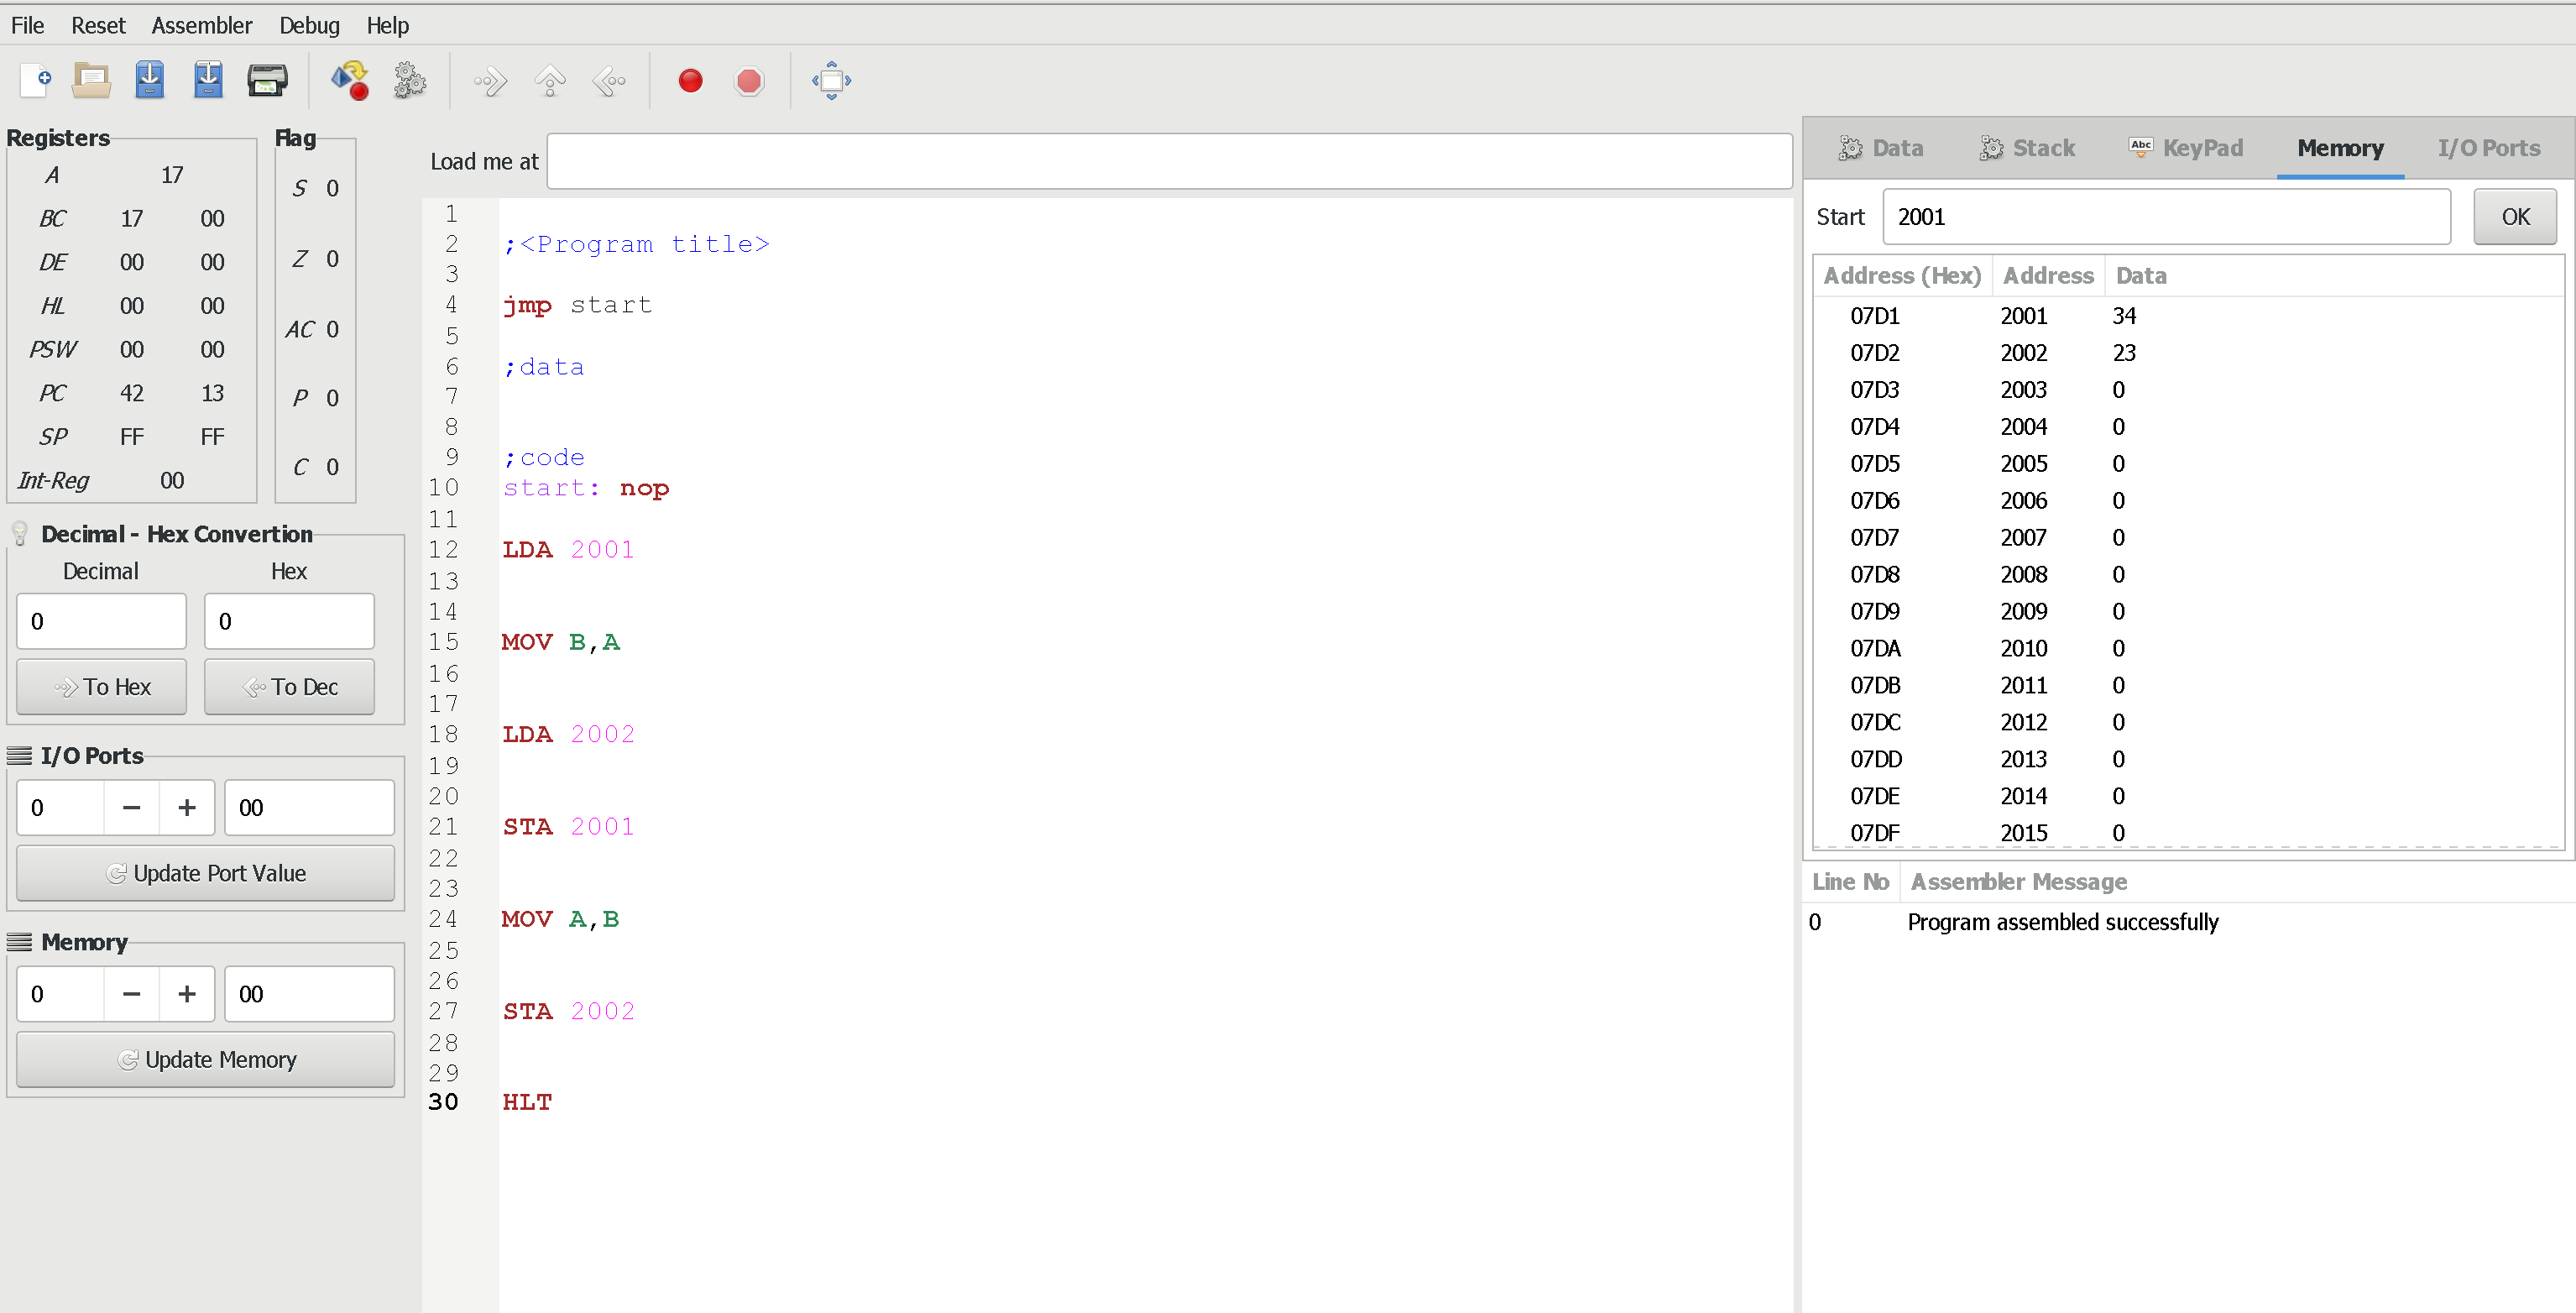 File Reset Assembler Debug Help
Registers
A 17
BC 17 00
DE 00 00
HL 00 00
PSW 00 00
PC 42 13
SP FF FF
Int-Reg 00
Flag
S 0
Z 0
AC 0
P 0
C 0
Decimal - Hex Convertion
Decimal Hex
0 0
To Hex To Dec
I/O Ports
0 − + 00
Update Port Value
Memory
0 − + 00
Update Memory
Load me at
1
2 ;<Program title>
3
4 jmp start
5
6 ;data
7
8
9 ;code
10 start: nop
11
12 LDA 2001
13
14
15 MOV B,A
16
17
18 LDA 2002
19
20
21 STA 2001
22
23
24 MOV A,B
25
26
27 STA 2002
28
29
30 HLT
Data Stack Abc KeyPad Memory I/O Ports
Start 2001 OK
Address (Hex) Address Data
07D1 2001 34
07D2 2002 23
07D3 2003 0
07D4 2004 0
07D5 2005 0
07D6 2006 0
07D7 2007 0
07D8 2008 0
07D9 2009 0
07DA 2010 0
07DB 2011 0
07DC 2012 0
07DD 2013 0
07DE 2014 0
07DF 2015 0
Line No Assembler Message
0 Program assembled successfully